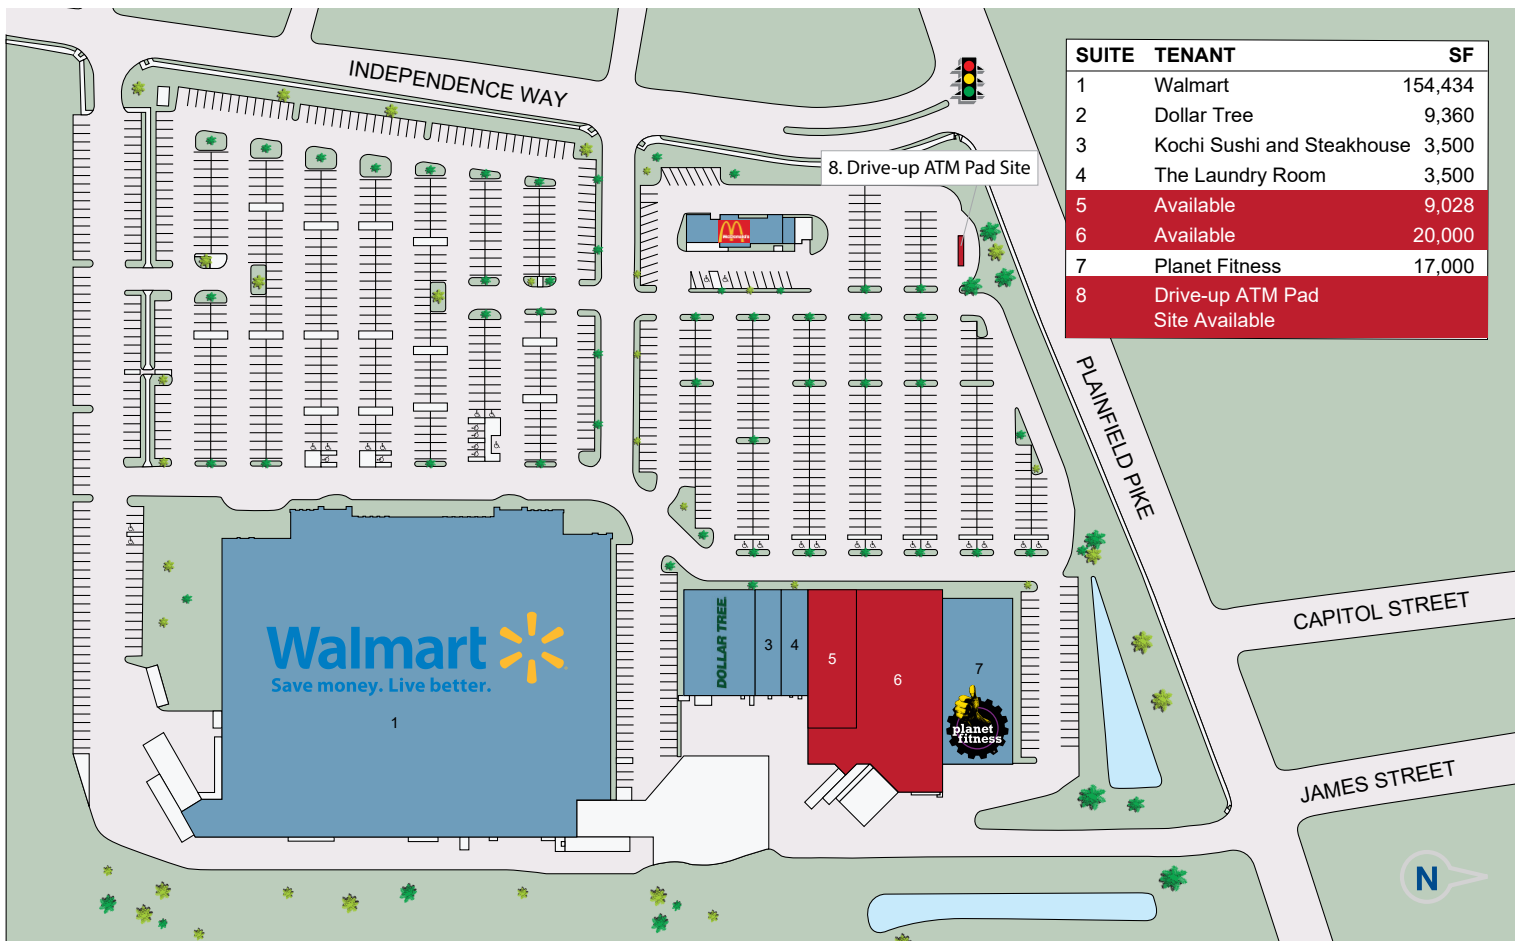 INDEPENDENCE WAY
8. Drive-up ATM Pad Site
SUITE TENANT SF
1 Walmart 154,434
2 Dollar Tree 9,360
3 Kochi Sushi and Steakhouse 3,500
4 The Laundry Room 3,500
5 Available 9,028
6 Available 20,000
7 Planet Fitness 17,000
8 Drive-up ATM Pad
Site Available
PLAINFIELD PIKE
CAPITOL STREET
JAMES STREET
Walmart
Save money. Live better.
1
DOLLAR TREE
3
4
5
6
7
planet
fitness
N